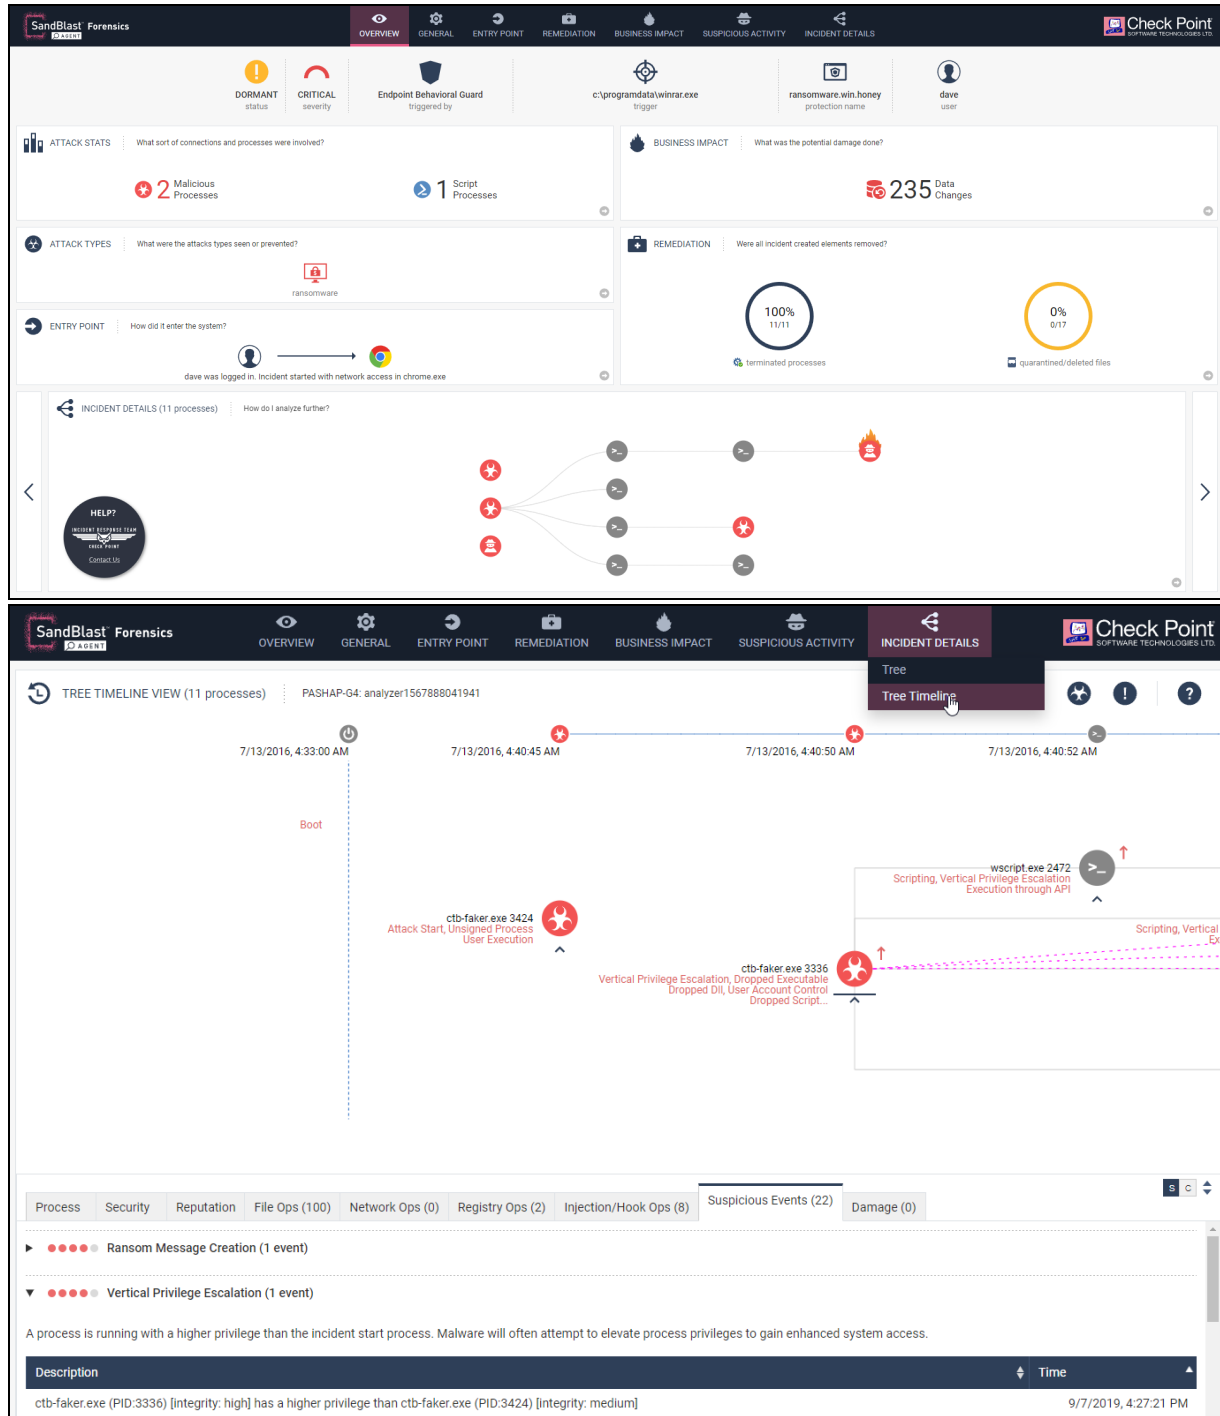 SandBlast Forensics
AGENT
OVERVIEW
GENERAL
ENTRY POINT
REMEDIATION
BUSINESS IMPACT
SUSPICIOUS ACTIVITY
INCIDENT DETAILS
Check Point
SOFTWARE TECHNOLOGIES LTD.
DORMANT
status
CRITICAL
severity
Endpoint Behavioral Guard
triggered by
c:\programdata\winrar.exe
trigger
ransomware.win.honey
protection name
dave
user
ATTACK STATS What sort of connections and processes were involved?
2 Malicious Processes
1 Script Processes
BUSINESS IMPACT What was the potential damage done?
235 Data Changes
ATTACK TYPES What were the attacks types seen or prevented?
ransomware
REMEDIATION Were all incident created elements removed?
100%
11/11
terminated processes
0%
0/17
quarantined/deleted files
ENTRY POINT How did it enter the system?
dave was logged in. Incident started with network access in chrome.exe
INCIDENT DETAILS (11 processes) How do I analyze further?
HELP?
INCIDENT RESPONSE TEAM
CHECK POINT
Contact Us
SandBlast Forensics
AGENT
OVERVIEW
GENERAL
ENTRY POINT
REMEDIATION
BUSINESS IMPACT
SUSPICIOUS ACTIVITY
INCIDENT DETAILS
Check Point
SOFTWARE TECHNOLOGIES LTD.
Tree
Tree Timeline
TREE TIMELINE VIEW (11 processes) PASHAP-G4: analyzer1567888041941
7/13/2016, 4:33:00 AM
7/13/2016, 4:40:45 AM
7/13/2016, 4:40:50 AM
7/13/2016, 4:40:52 AM
Boot
wscript.exe 2472
Scripting, Vertical Privilege Escalation
Execution through API
ctb-faker.exe 3424
Attack Start, Unsigned Process
User Execution
Scripting, Vertical
Ex
ctb-faker.exe 3336
Vertical Privilege Escalation, Dropped Executable
Dropped Dll, User Account Control
Dropped Script...
S C
Process
Security
Reputation
File Ops (100)
Network Ops (0)
Registry Ops (2)
Injection/Hook Ops (8)
Suspicious Events (22)
Damage (0)
Ransom Message Creation (1 event)
Vertical Privilege Escalation (1 event)
A process is running with a higher privilege than the incident start process. Malware will often attempt to elevate process privileges to gain enhanced system access.
Description Time
ctb-faker.exe (PID:3336) [integrity: high] has a higher privilege than ctb-faker.exe (PID:3424) [integrity: medium] 9/7/2019, 4:27:21 PM